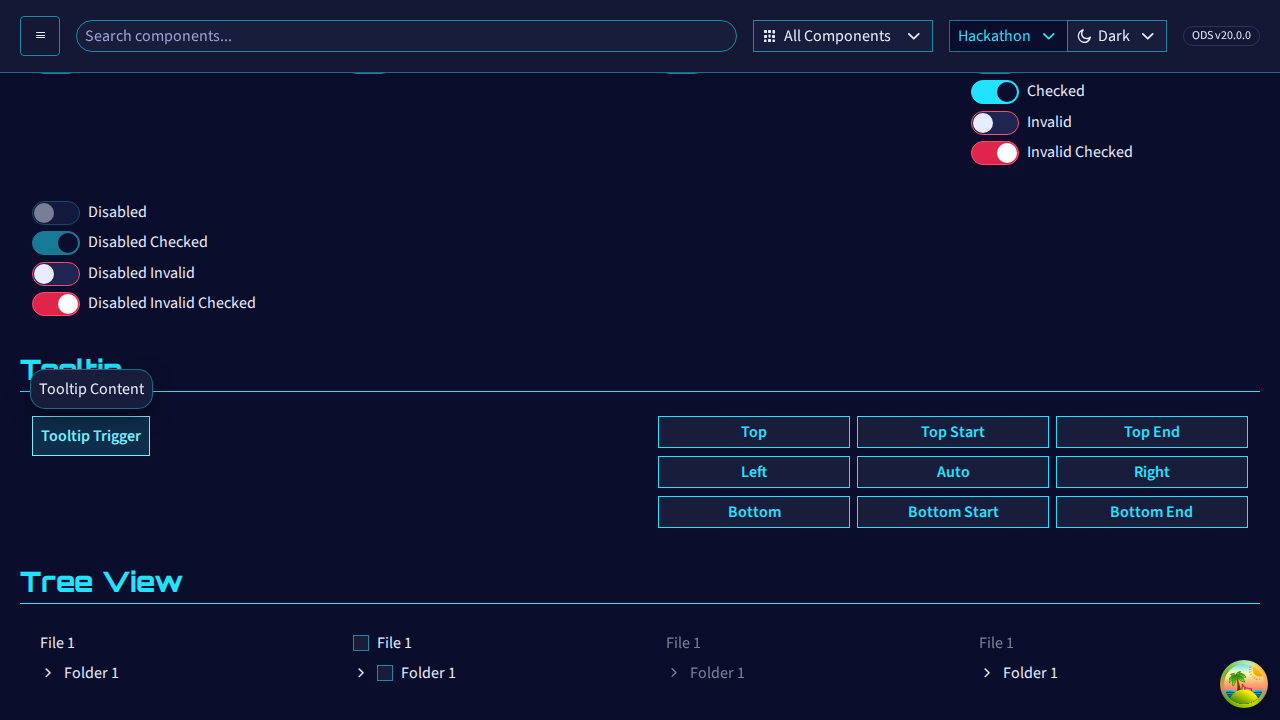 Search components...
All Components
Hackathon
Dark
ODS v20.0.0
Checked
Invalid
Invalid Checked
Disabled
Disabled Checked
Disabled Invalid
Disabled Invalid Checked
Tooltip
Tooltip Content
Tooltip Trigger
Top
Top Start
Top End
Left
Auto
Right
Bottom
Bottom Start
Bottom End
Tree View
File 1
File 1
File 1
File 1
Folder 1
Folder 1
Folder 1
Folder 1